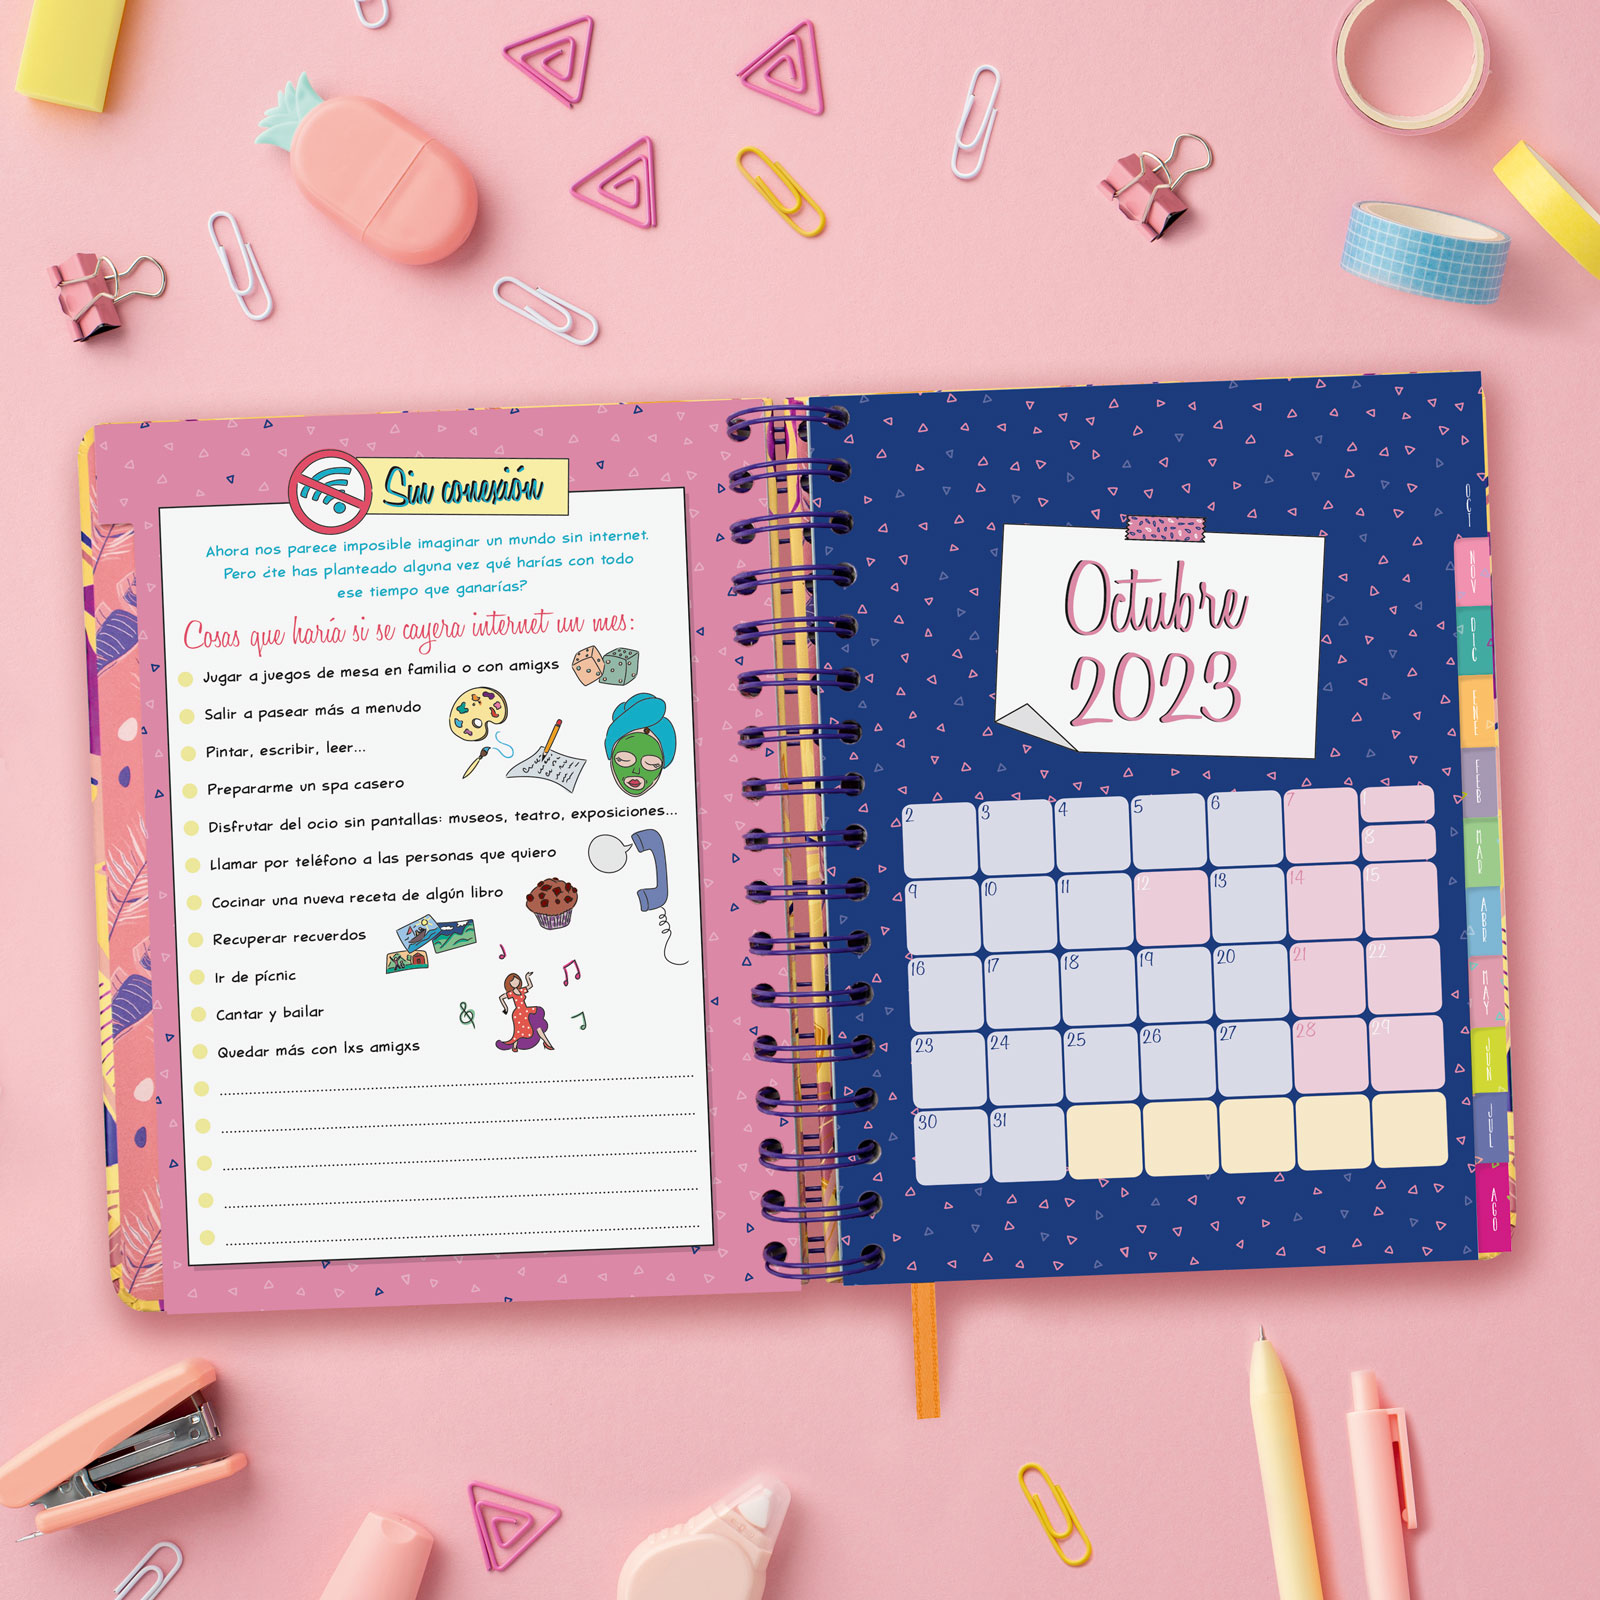 Sin conexión
Ahora nos parece imposible imaginar un mundo sin internet.
Pero ¿te has planteado alguna vez qué harías con todo
ese tiempo que ganarías?
Cosas que haría si se cayera internet un mes:
Jugar a juegos de mesa en familia o con amigxs
Salir a pasear más a menudo
Pintar, escribir, leer...
Prepararme un spa casero
Disfrutar del ocio sin pantallas: museos, teatro, exposiciones...
Llamar por teléfono a las personas que quiero
Cocinar una nueva receta de algún libro
Recuperar recuerdos
Ir de pícnic
Cantar y bailar
Quedar más con lxs amigxs
Octubre
2023
2 3 4 5 6 7 1
8
9 10 11 12 13 14 15
16 17 18 19 20 21 22
23 24 25 26 27 28 29
30 31
OCT
NOV
DIC
ENE
FEB
MAR
ABR
MAY
JUN
JUL
AGO